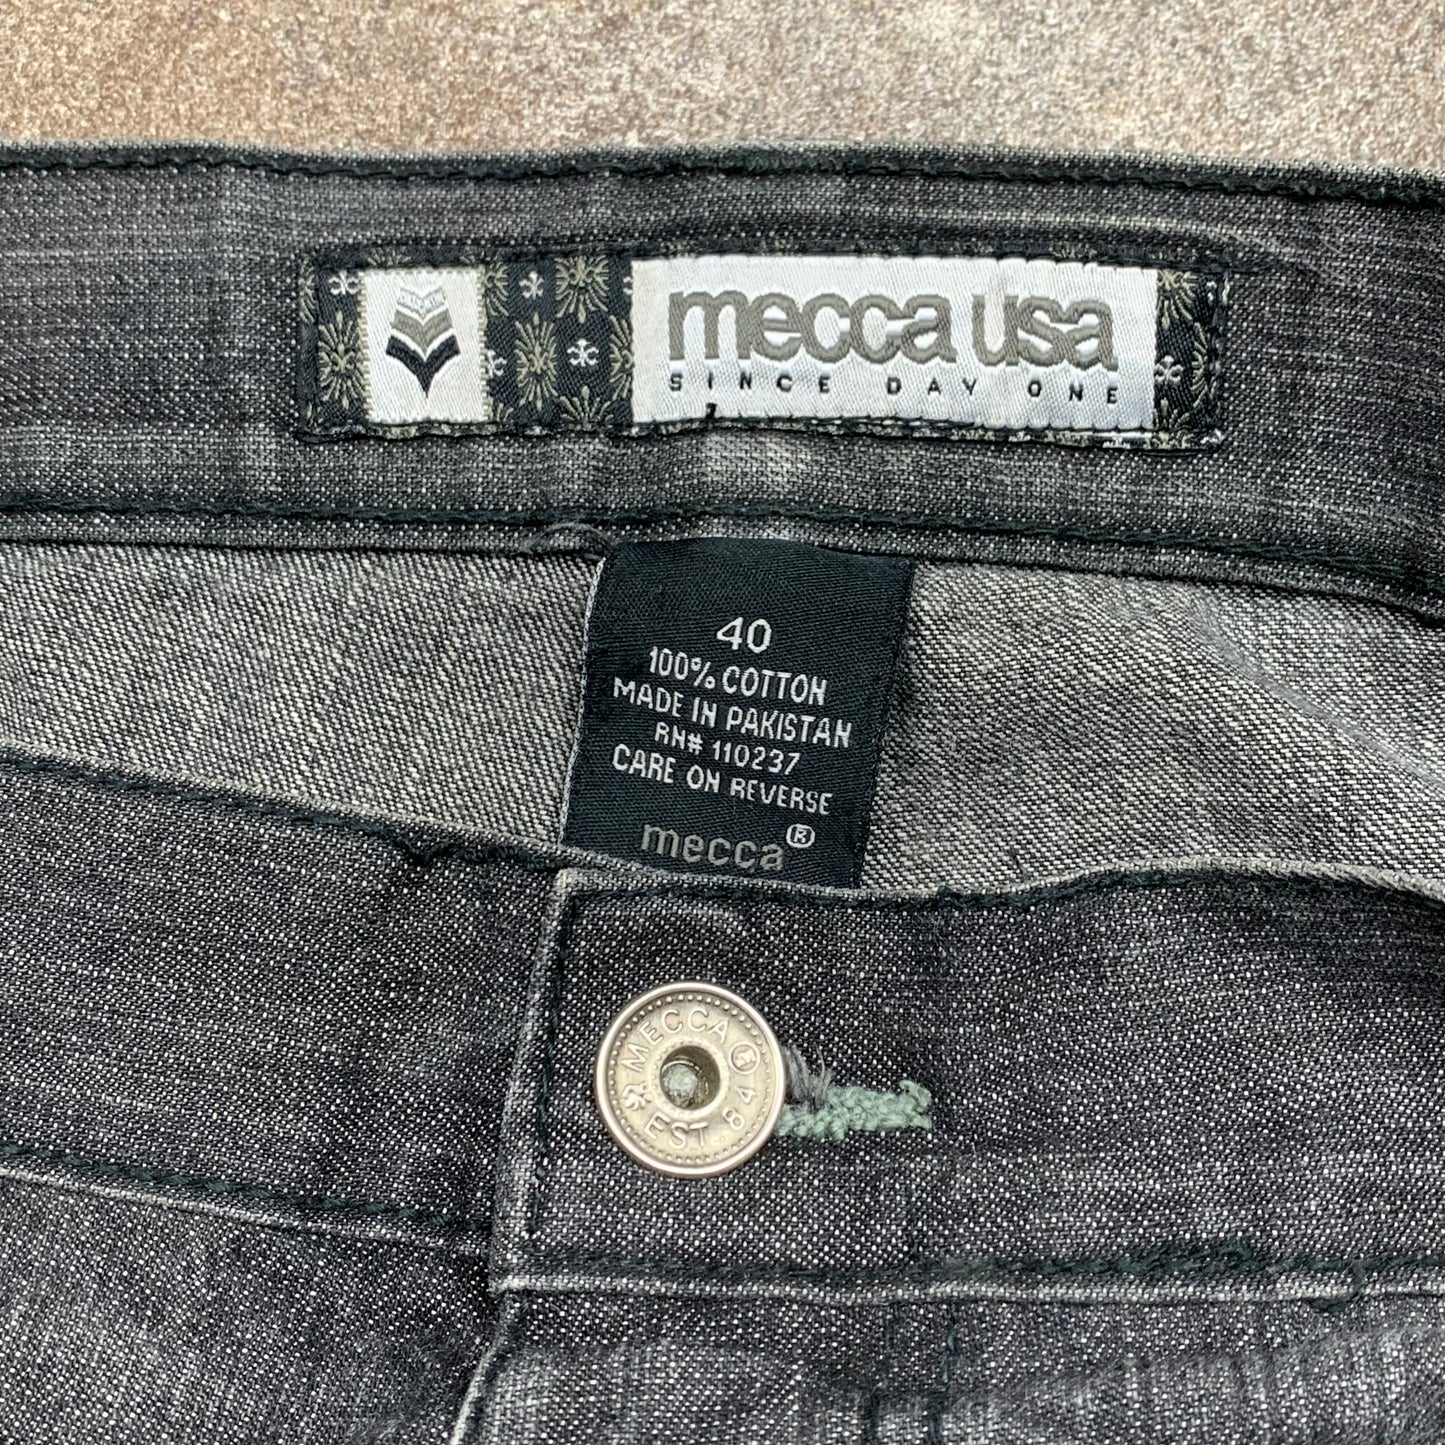 mecca usa
SINCE DAY ONE
40
100% COTTON
MADE IN PAKISTAN
RN# 110237
CARE ON REVERSE
mecca®
MECCA
EST 84